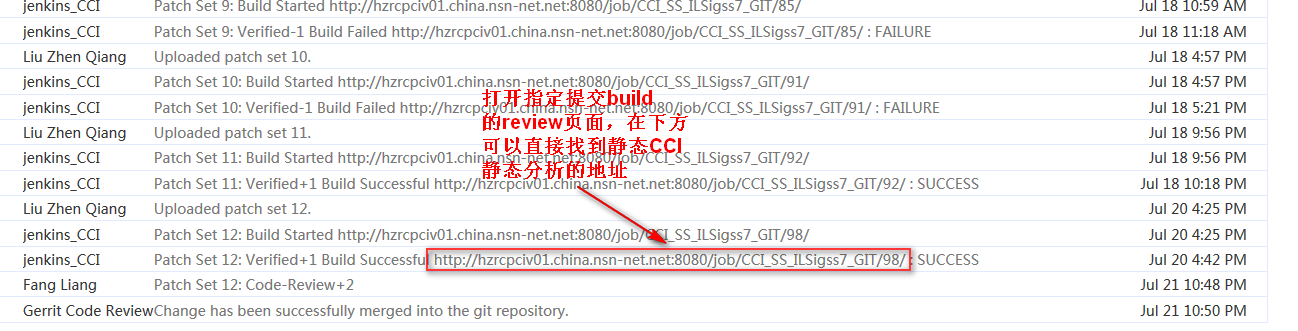 jenkins_CCI Patch Set 9: Build Started http://hzrcpciv01.china.nsn-net.net:8080/job/CCI_SS_ILSigss7_GIT/85/ Jul 18 10:59 AM
jenkins_CCI Patch Set 9: Verified-1 Build Failed http://hzrcpciv01.china.nsn-net.net:8080/job/CCI_SS_ILSigss7_GIT/85/ : FAILURE Jul 18 11:18 AM
Liu Zhen Qiang Uploaded patch set 10. Jul 18 4:57 PM
jenkins_CCI Patch Set 10: Build Started http://hzrcpciv01.china.nsn-net.net:8080/job/CCI_SS_ILSigss7_GIT/91/ Jul 18 4:57 PM
jenkins_CCI Patch Set 10: Verified-1 Build Failed http://hzrcpciv01.china.nsn-net.net:8080/job/CCI_SS_ILSigss7_GIT/91/ : FAILURE Jul 18 5:21 PM
Liu Zhen Qiang Uploaded patch set 11. Jul 18 9:56 PM
jenkins_CCI Patch Set 11: Build Started http://hzrcpciv01.china.nsn-net.net:8080/job/CCI_SS_ILSigss7_GIT/92/ Jul 18 9:56 PM
jenkins_CCI Patch Set 11: Verified+1 Build Successful http://hzrcpciv01.china.nsn-net.net:8080/job/CCI_SS_ILSigss7_GIT/92/ : SUCCESS Jul 18 10:18 PM
Liu Zhen Qiang Uploaded patch set 12. Jul 20 4:25 PM
jenkins_CCI Patch Set 12: Build Started http://hzrcpciv01.china.nsn-net.net:8080/job/CCI_SS_ILSigss7_GIT/98/ Jul 20 4:25 PM
jenkins_CCI Patch Set 12: Verified+1 Build Successful http://hzrcpciv01.china.nsn-net.net:8080/job/CCI_SS_ILSigss7_GIT/98/ : SUCCESS Jul 20 4:42 PM
Fang Liang Patch Set 12: Code-Review+2 Jul 21 10:48 PM
Gerrit Code Review Change has been successfully merged into the git repository. Jul 21 10:50 PM
打开指定提交build
的review页面，在下方
可以直接找到静态CCI
静态分析的地址